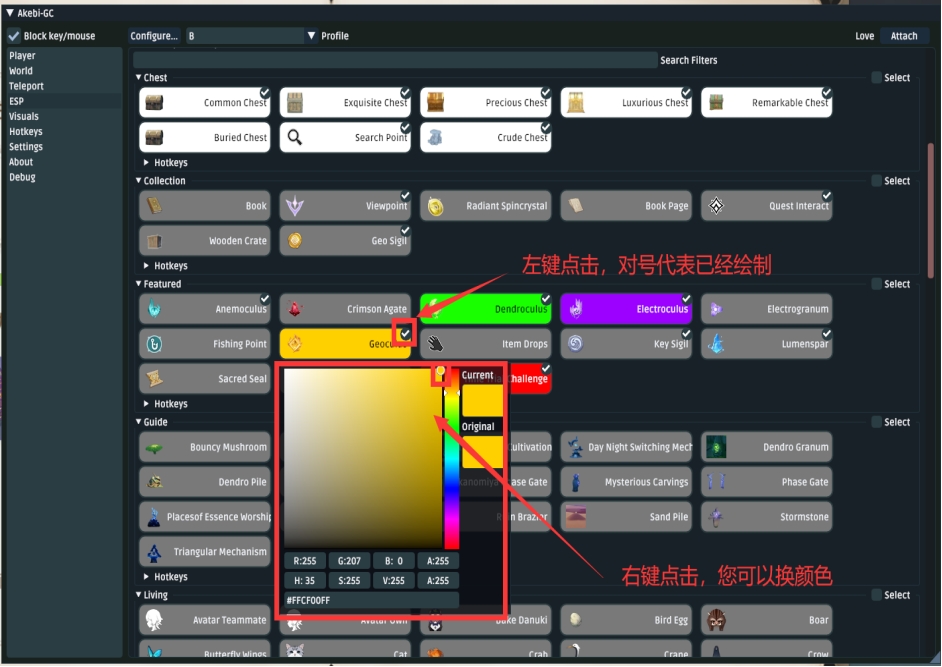 Akebi-GC
Block key/mouse
Configure... B Profile Love Attach
Player
World
Teleport
ESP
Visuals
Hotkeys
Settings
About
Debug
Search Filters
Chest Select
Common Chest Exquisite Chest Precious Chest Luxurious Chest Remarkable Chest
Buried Chest Search Point Crude Chest
Hotkeys
Collection Select
Book Viewpoint Radiant Spincrystal Book Page Quest Interact
Wooden Crate Geo Sigil
Hotkeys
左键点击，对号代表已经绘制
Featured Select
Anemoculus Crimson Agate Dendroculus Electroculus Electrogranum
Fishing Point Item Drops Key Sigil Lumenspar
Sacred Seal Challenge
Hotkeys
Current
Original
R:255 G:207 B: 0 A:255
H: 35 S:255 V:255 A:255
#FFCF00FF
Guide Select
Bouncy Mushroom Day Night Switching Mech Dendro Granum
Dendro Pile Mysterious Carvings Phase Gate
Placesof Essence Worship Sand Pile Stormstone
Triangular Mechanism
Hotkeys
右键点击，您可以换颜色
Living Select
Avatar Teammate Avatar Own Bake Danuki Bird Egg Boar
Butterfly Wings Cat Crab Crane Crow